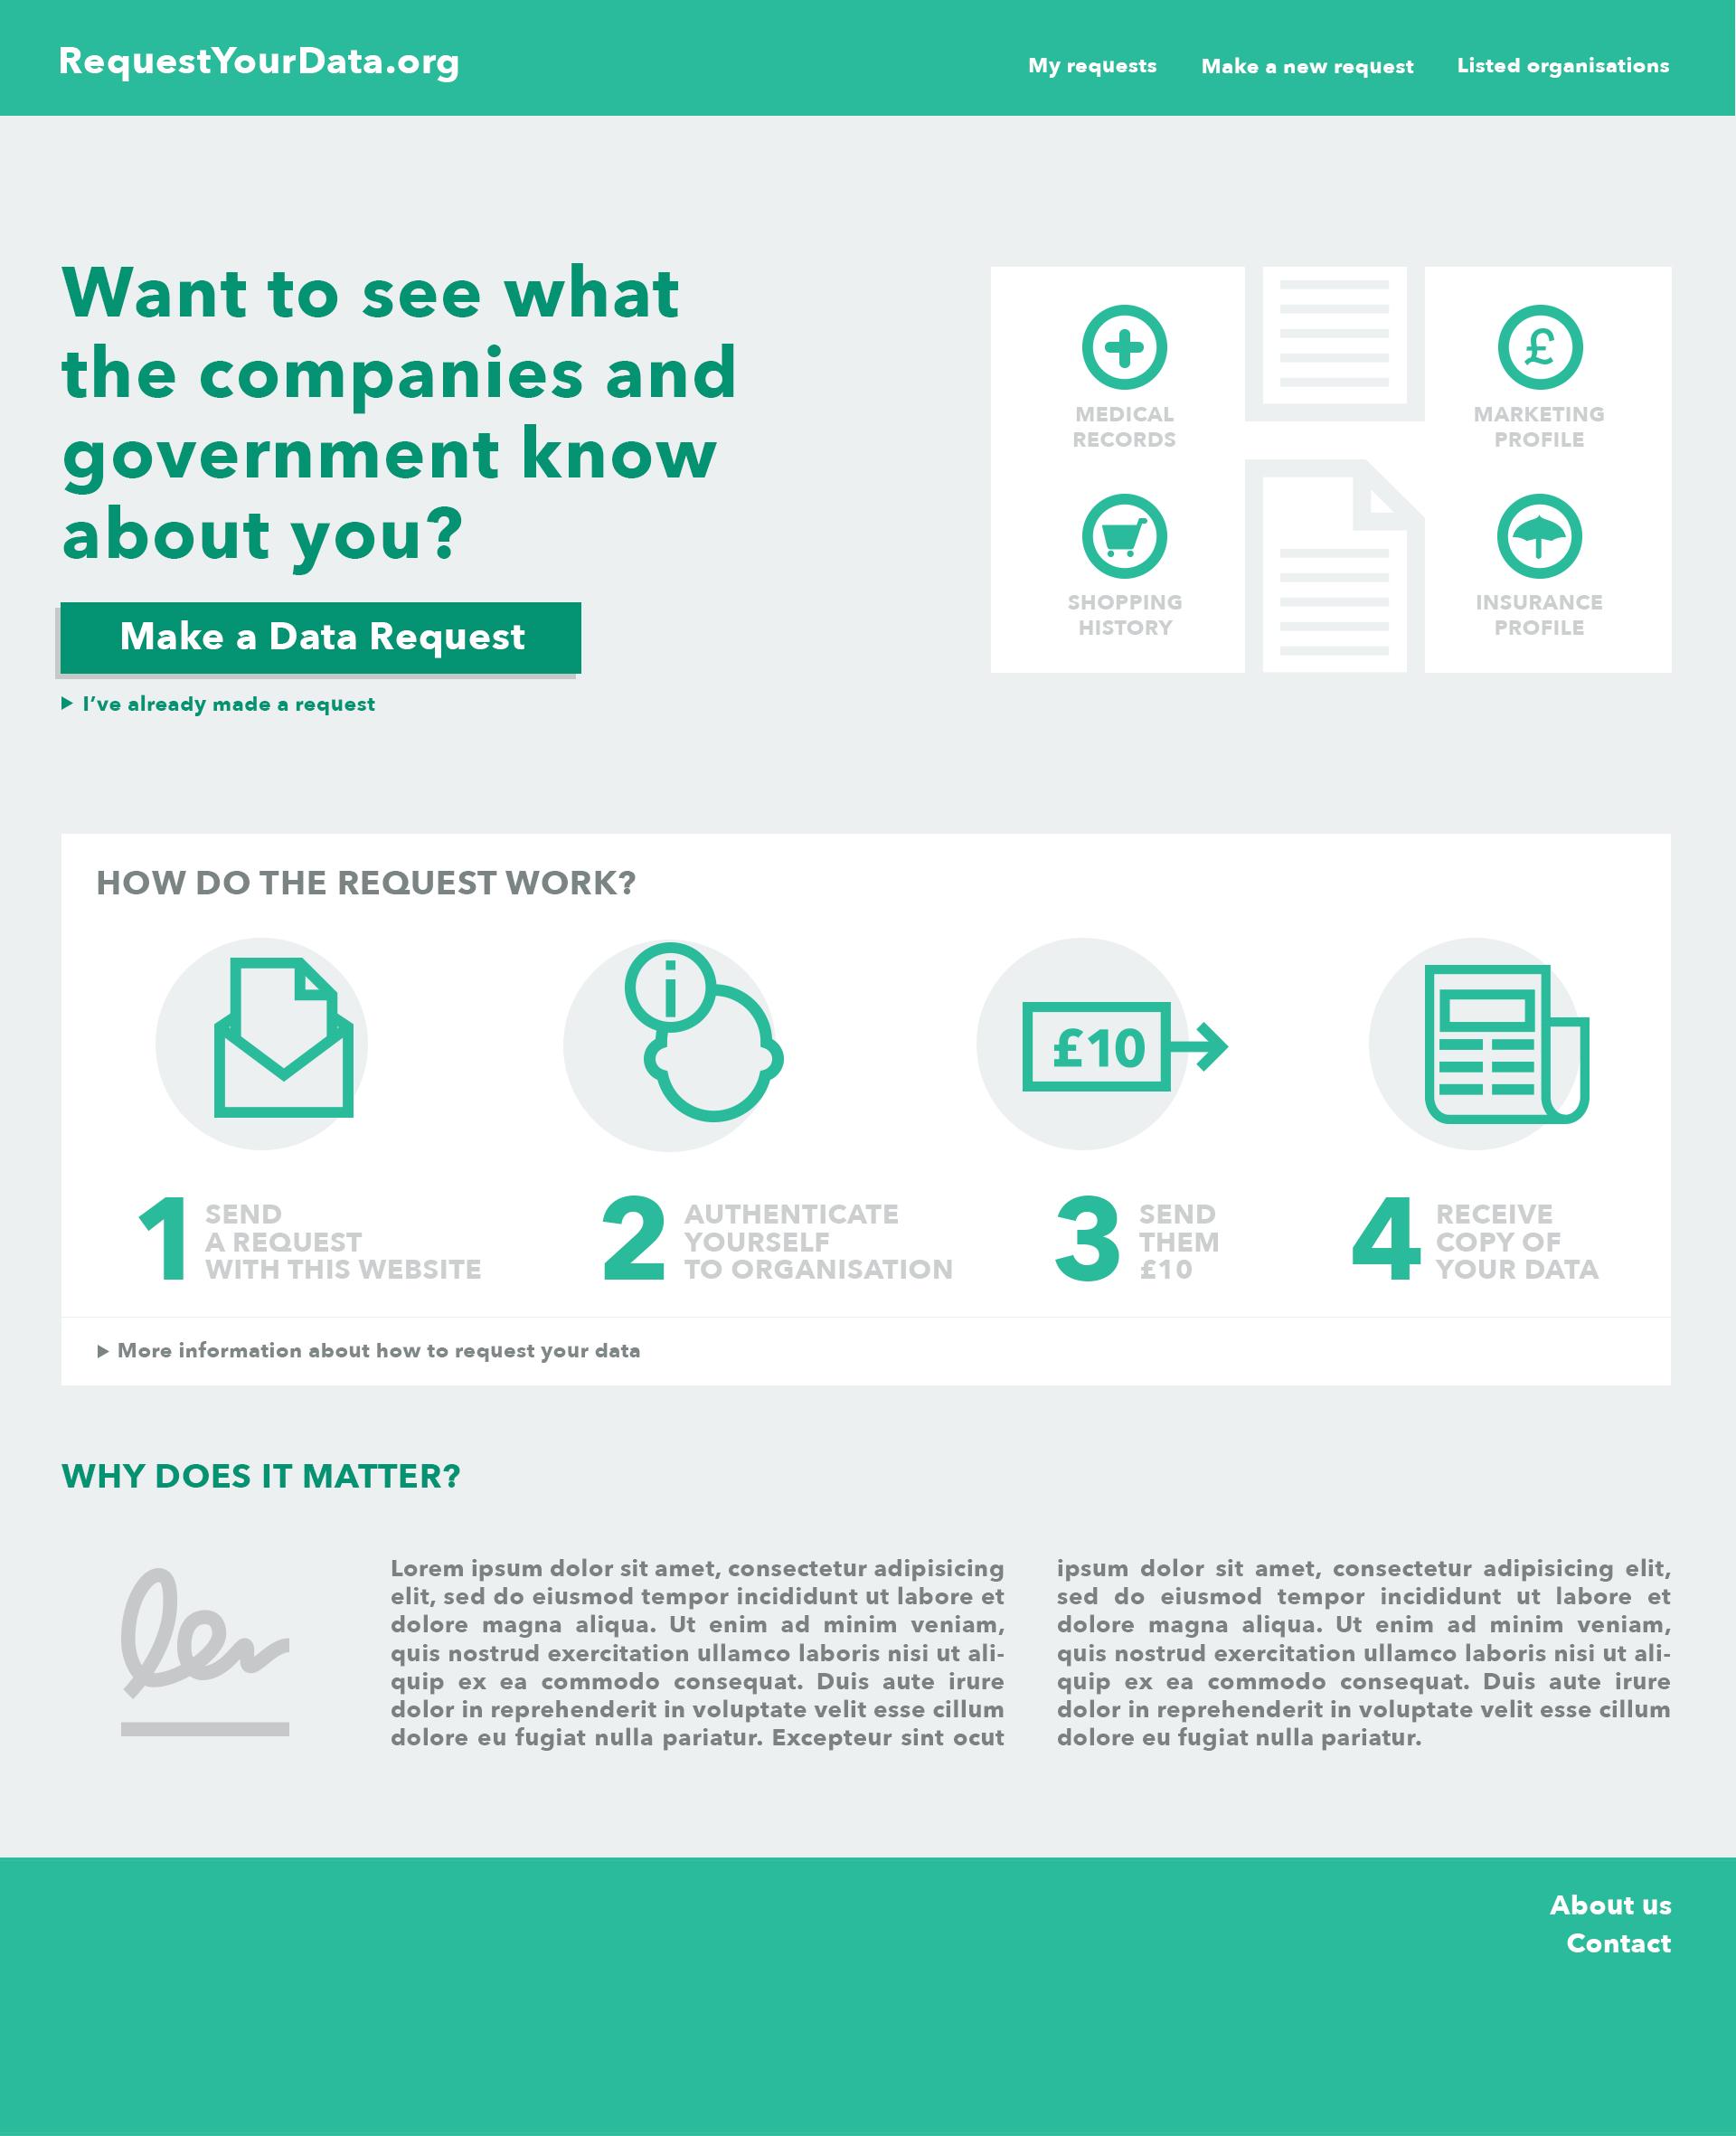 RequestYourData.org
My requests
Make a new request
Listed organisations
Want to see what
the companies and
government know
about you?
Make a Data Request
I’ve already made a request
MEDICAL
RECORDS
£
MARKETING
PROFILE
SHOPPING
HISTORY
INSURANCE
PROFILE
HOW DO THE REQUEST WORK?
i
£10
1
SEND
A REQUEST
WITH THIS WEBSITE
2
AUTHENTICATE
YOURSELF
TO ORGANISATION
3
SEND
THEM
£10
4
RECEIVE
COPY OF
YOUR DATA
More information about how to request your data
WHY DOES IT MATTER?
Lorem ipsum dolor sit amet, consectetur adipisicing
elit, sed do eiusmod tempor incididunt ut labore et
dolore magna aliqua. Ut enim ad minim veniam,
quis nostrud exercitation ullamco laboris nisi ut ali-
quip ex ea commodo consequat. Duis aute irure
dolor in reprehenderit in voluptate velit esse cillum
dolore eu fugiat nulla pariatur. Excepteur sint ocut
ipsum dolor sit amet, consectetur adipisicing elit,
sed do eiusmod tempor incididunt ut labore et
dolore magna aliqua. Ut enim ad minim veniam,
quis nostrud exercitation ullamco laboris nisi ut ali-
quip ex ea commodo consequat. Duis aute irure
dolor in reprehenderit in voluptate velit esse cillum
dolore eu fugiat nulla pariatur.
About us
Contact